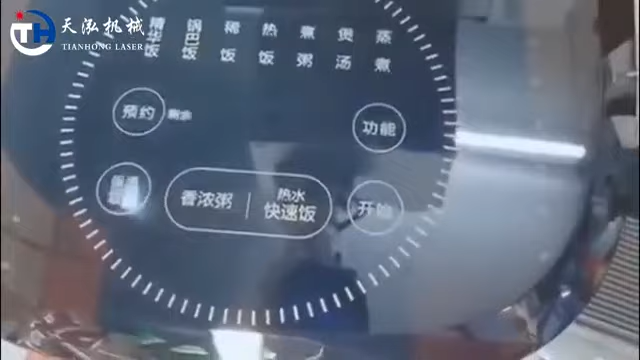 天泓机械
TIANHONG LASER
精华饭
锅巴饭
稀饭
热饭
煮粥
煲汤
蒸煮
预约
功能
香浓粥
热水
快速饭
开始